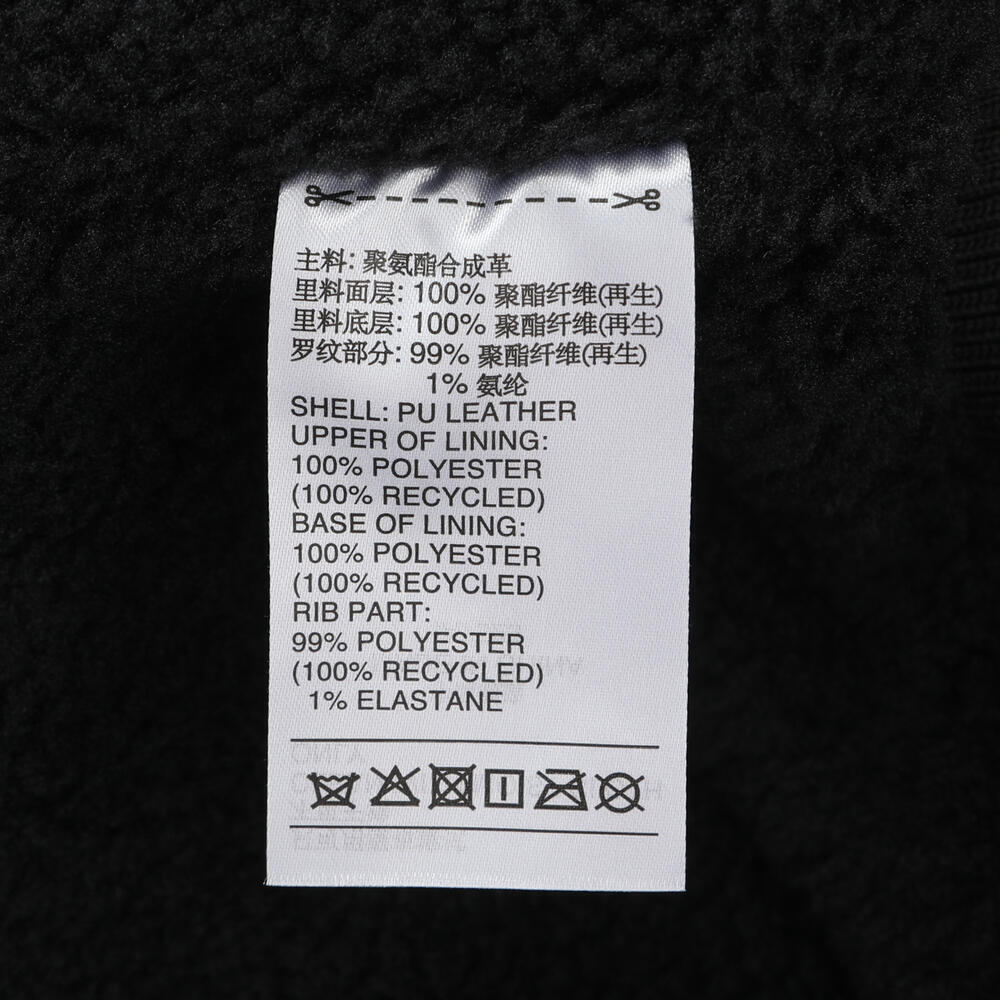 主料: 聚氨酯合成革
里料面层: 100% 聚酯纤维(再生)
里料底层: 100% 聚酯纤维(再生)
罗纹部分: 99% 聚酯纤维(再生)
1% 氨纶
SHELL: PU LEATHER
UPPER OF LINING:
100% POLYESTER
(100% RECYCLED)
BASE OF LINING:
100% POLYESTER
(100% RECYCLED)
RIB PART:
99% POLYESTER
(100% RECYCLED)
1% ELASTANE